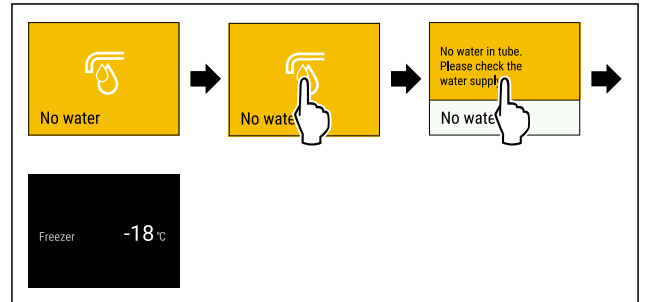 No water
No wate
No water in tube.
Please check the
water suppl
No wate
Freezer -18 °C